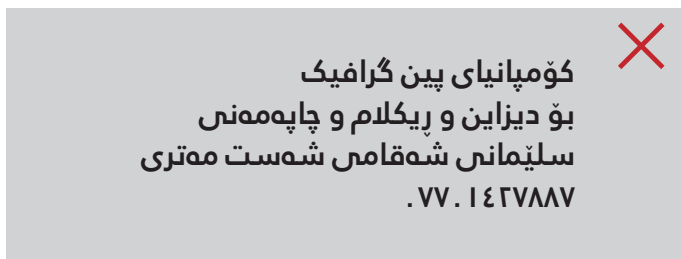 کۆمپانیای پین گرافیک
بۆ دیزاین و ڕیکلام و چاپەمەنی
سلێمانی شەقامی شەست مەتری
٠٧٧٠١٤٢٧٨٨٧